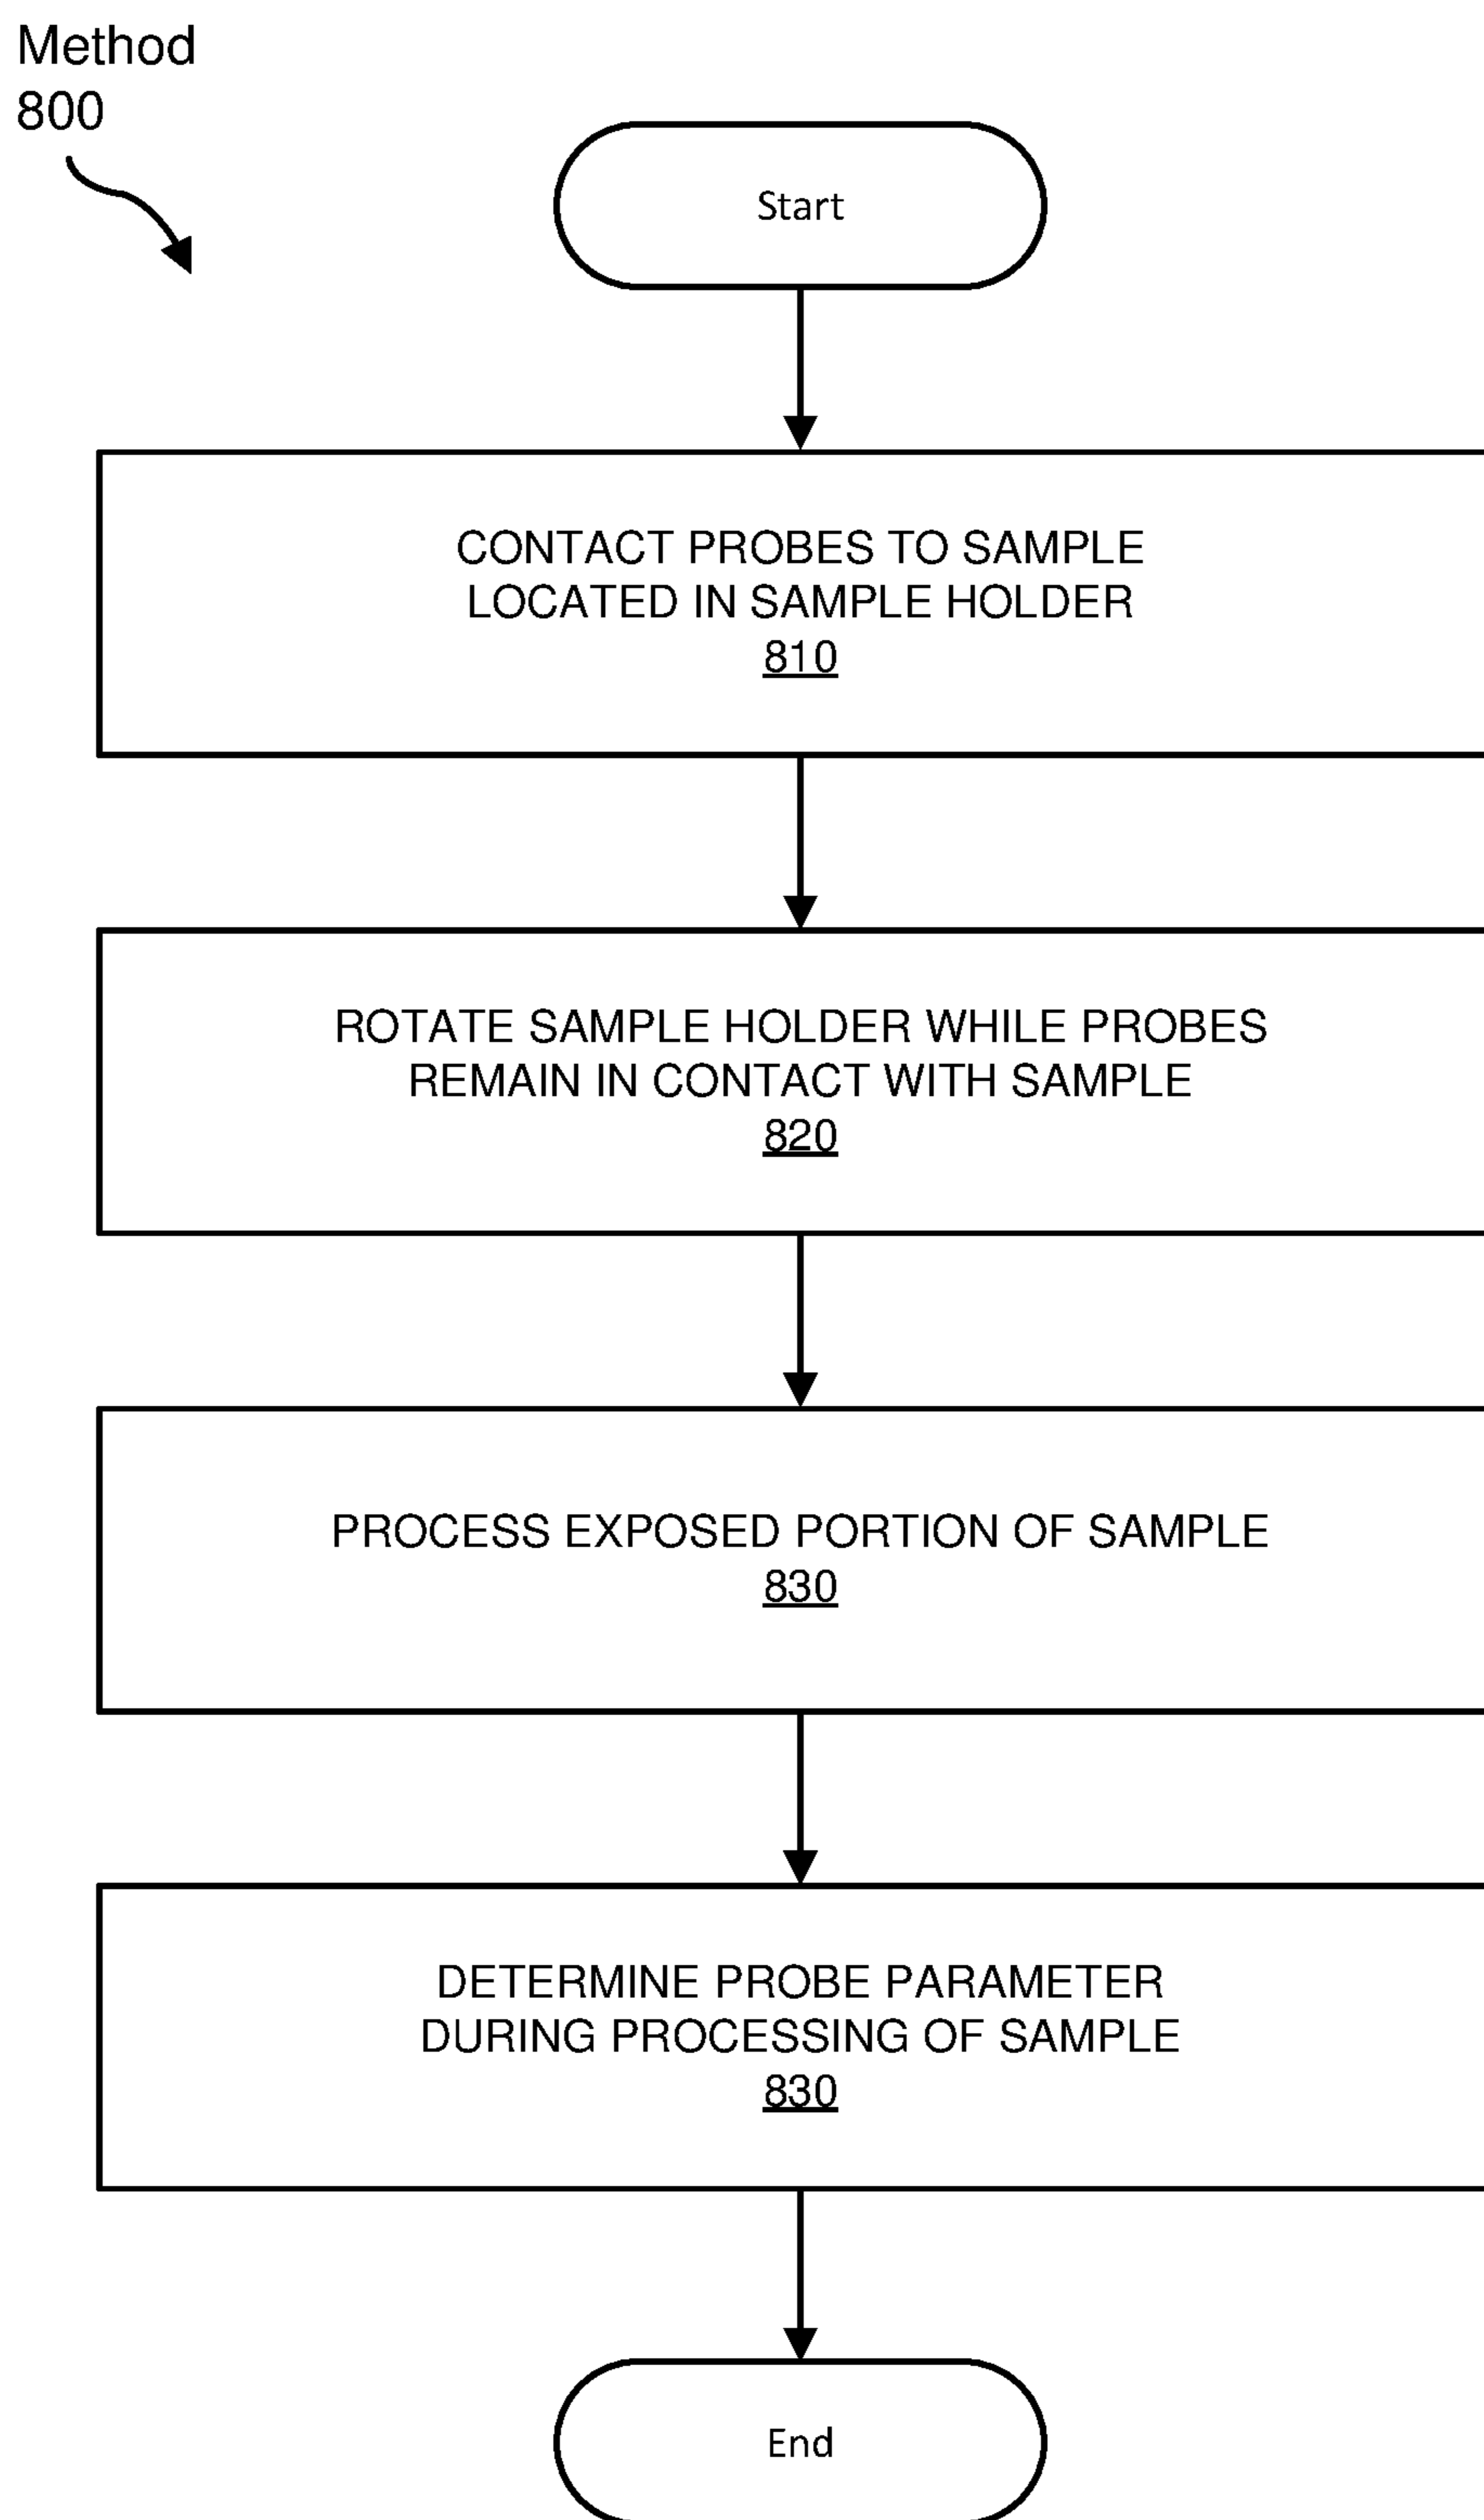 Method
800
Start
CONTACT PROBES TO SAMPLE
LOCATED IN SAMPLE HOLDER
810
ROTATE SAMPLE HOLDER WHILE PROBES
REMAIN IN CONTACT WITH SAMPLE
820
PROCESS EXPOSED PORTION OF SAMPLE
830
DETERMINE PROBE PARAMETER
DURING PROCESSING OF SAMPLE
830
End